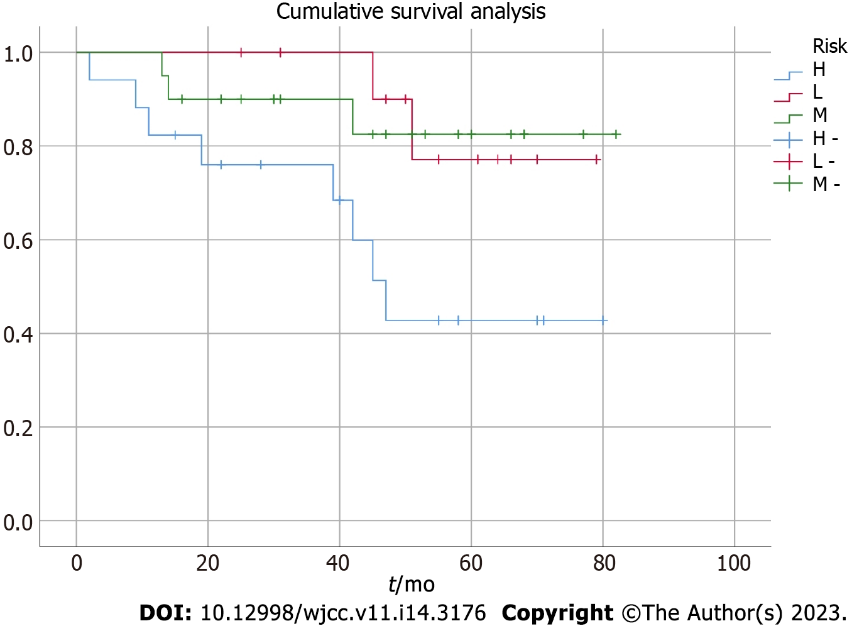 Cumulative survival analysis
1.0
0.8
0.6
0.4
0.2
0.0
0 20 40 60 80 100
t/mo
Risk
H
L
M
H -
L -
M -
DOI: 10.12998/wjcc.v11.i14.3176 Copyright ©The Author(s) 2023.